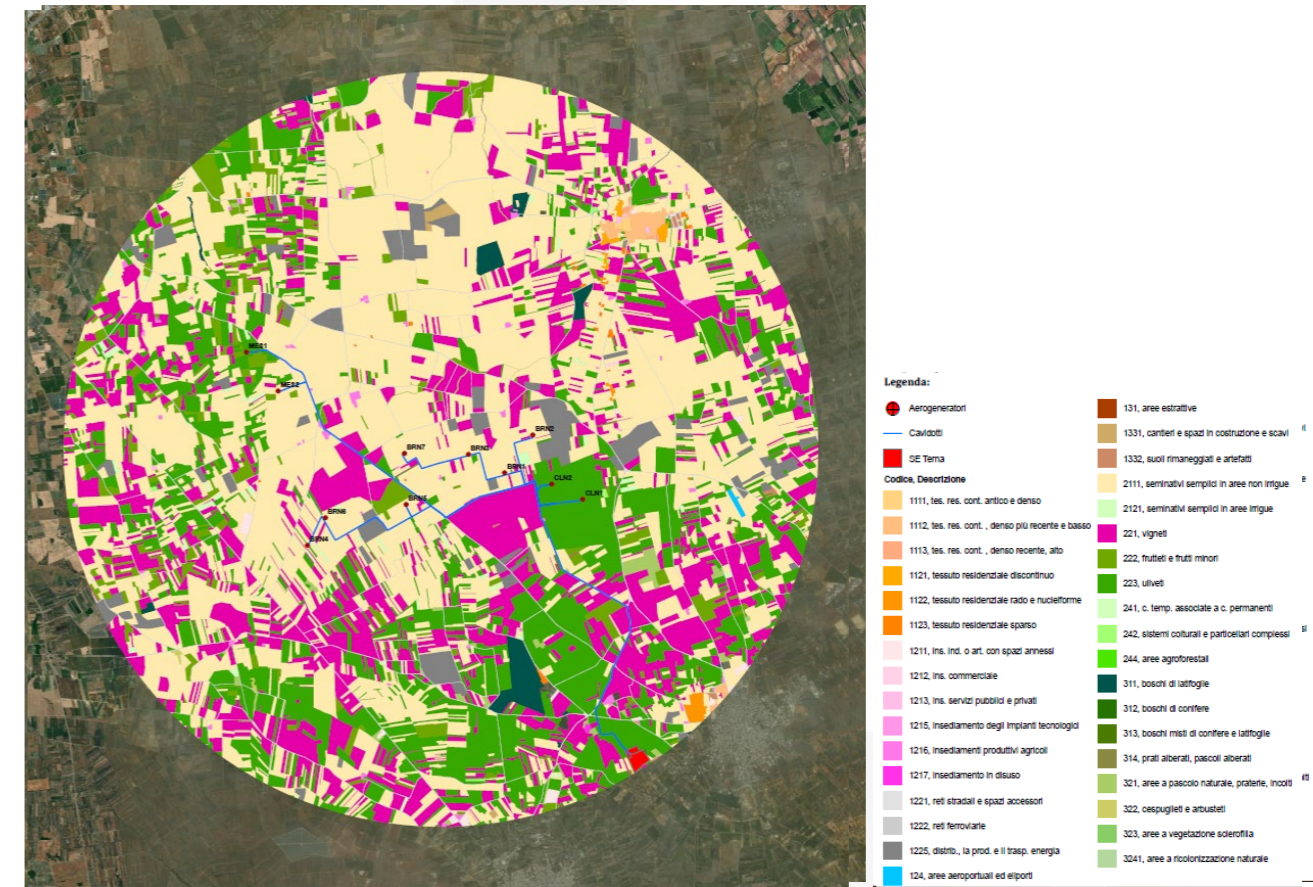 MES1
MES2
BRN2
BRN7
BRN3
BRN1
CLN2
CLN1
BRN5
BRN6
BRN4
Legenda:
Aerogeneratori
Cavidotti
SE Terna
Codice, Descrizione
1111, tes. res. cont. antico e denso
1112, tes. res. cont. , denso più recente e basso
1113, tes. res. cont. , denso recente, alto
1121, tessuto residenziale discontinuo
1122, tessuto residenziale rado e nucleiforme
1123, tessuto residenziale sparso
1211, ins. ind. o art. con spazi annessi
1212, ins. commerciale
1213, ins. servizi pubblici e privati
1215, insediamento degli impianti tecnologici
1216, insediamenti produttivi agricoli
1217, insediamento in disuso
1221, reti stradali e spazi accessori
1222, reti ferroviarie
1225, distrib., la prod. e il trasp. energia
124, aree aeroportuali ed eliporti
131, aree estrattive
1331, cantieri e spazi in costruzione e scavi
1332, suoli rimaneggiati e artefatti
2111, seminativi semplici in aree non irrigue
2121, seminativi semplici in aree irrigue
221, vigneti
222, frutteti e frutti minori
223, uliveti
241, c. temp. associate a c. permanenti
242, sistemi colturali e particellari complessi
244, aree agroforestali
311, boschi di latifoglie
312, boschi di conifere
313, boschi misti di conifere e latifoglie
314, prati alberati, pascoli alberati
321, aree a pascolo naturale, praterie, incolti
322, cespuglieti e arbusteti
323, aree a vegetazione sclerofilla
3241, aree a ricolonizzazione naturale